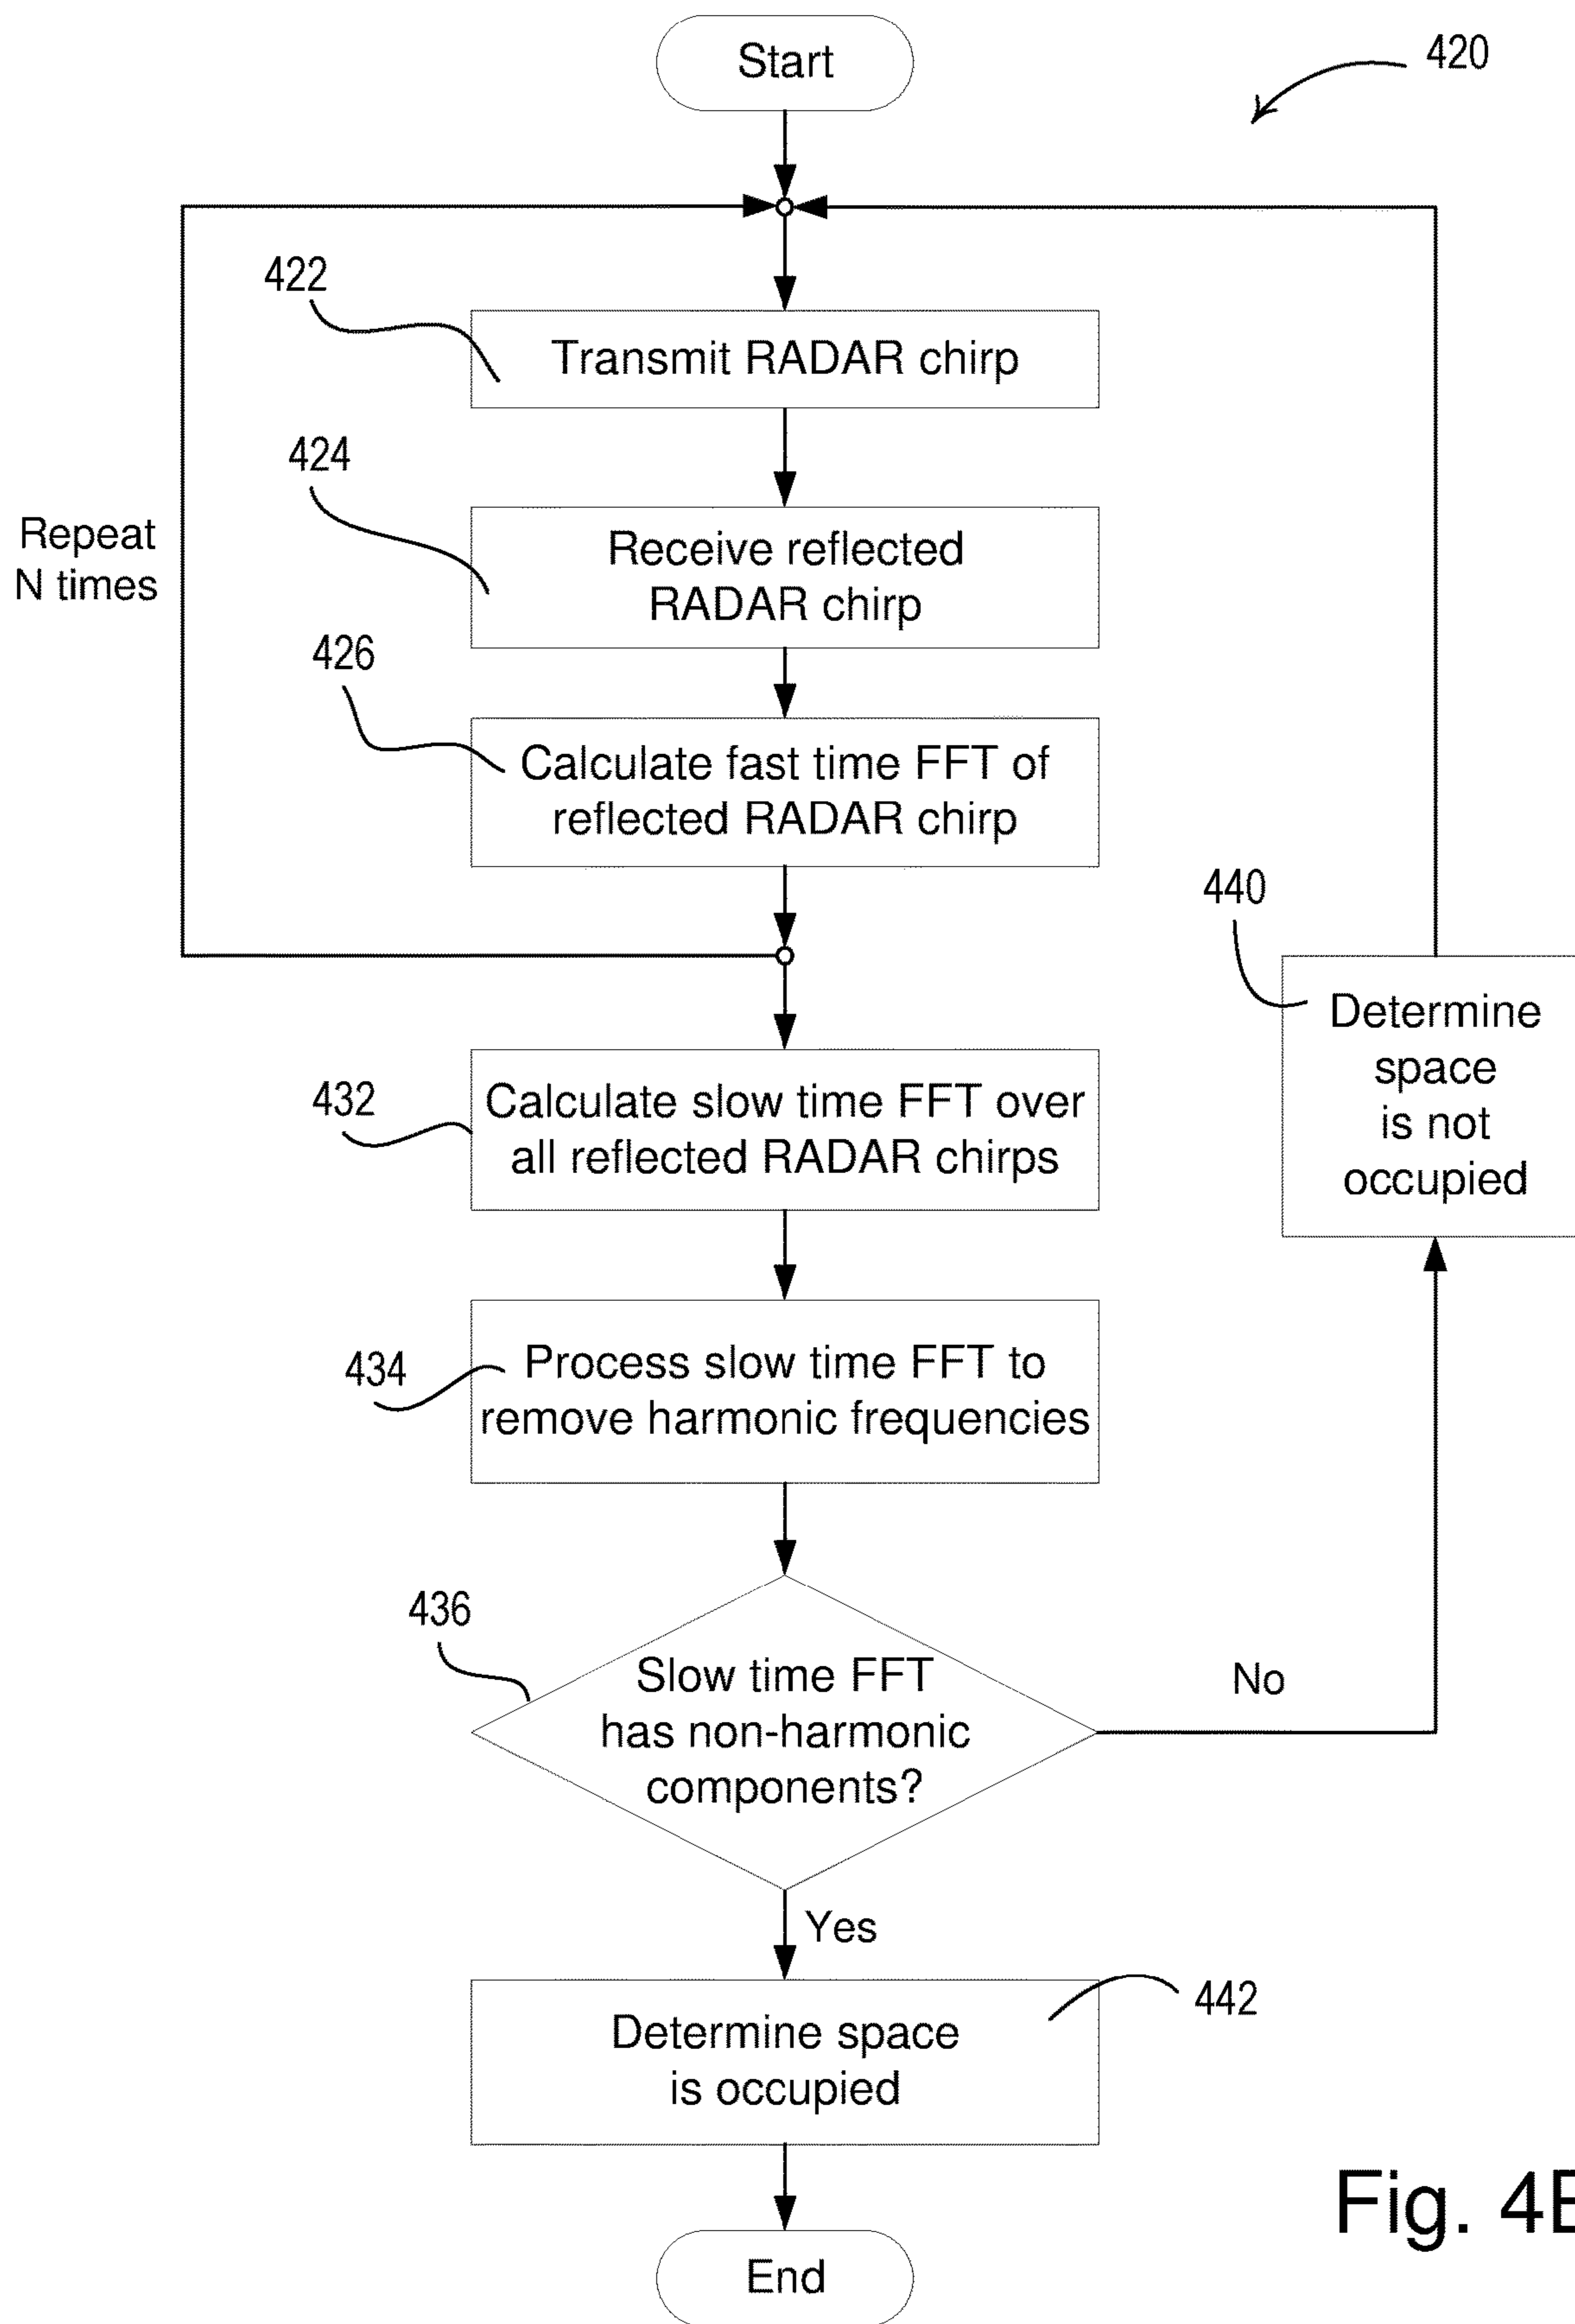 Start
420
422
Transmit RADAR chirp
424
Repeat
N times
Receive reflected
RADAR chirp
426
Calculate fast time FFT of
reflected RADAR chirp
440
Determine
space
is not
occupied
432
Calculate slow time FFT over
all reflected RADAR chirps
434
Process slow time FFT to
remove harmonic frequencies
436
Slow time FFT
has non-harmonic
components?
No
Yes
442
Determine space
is occupied
End
Fig.